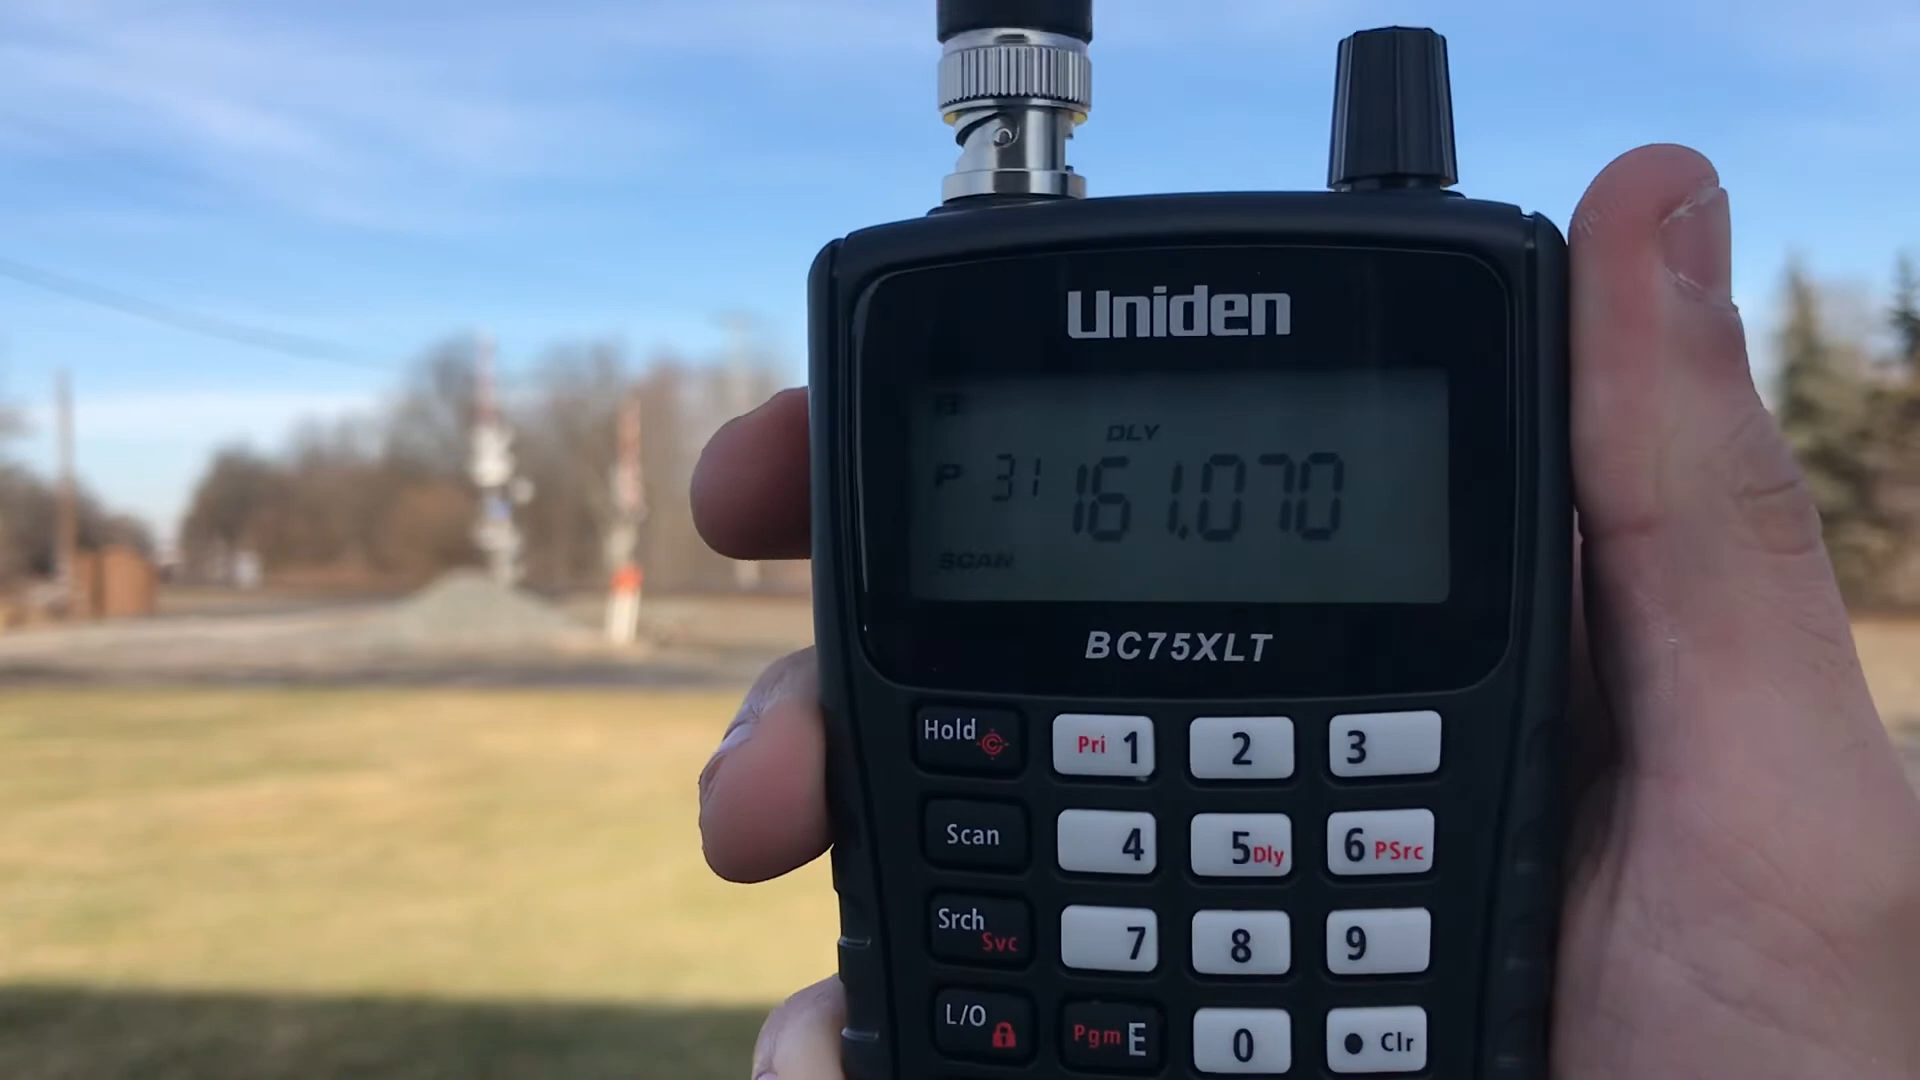 Uniden
DLY
P 31 161.070
SCAN
BC75XLT
Hold Pri 1 2 3
Scan 4 5 Dly 6 PSrc
Srch Svc 7 8 9
L/O Pgm E 0 • Clr